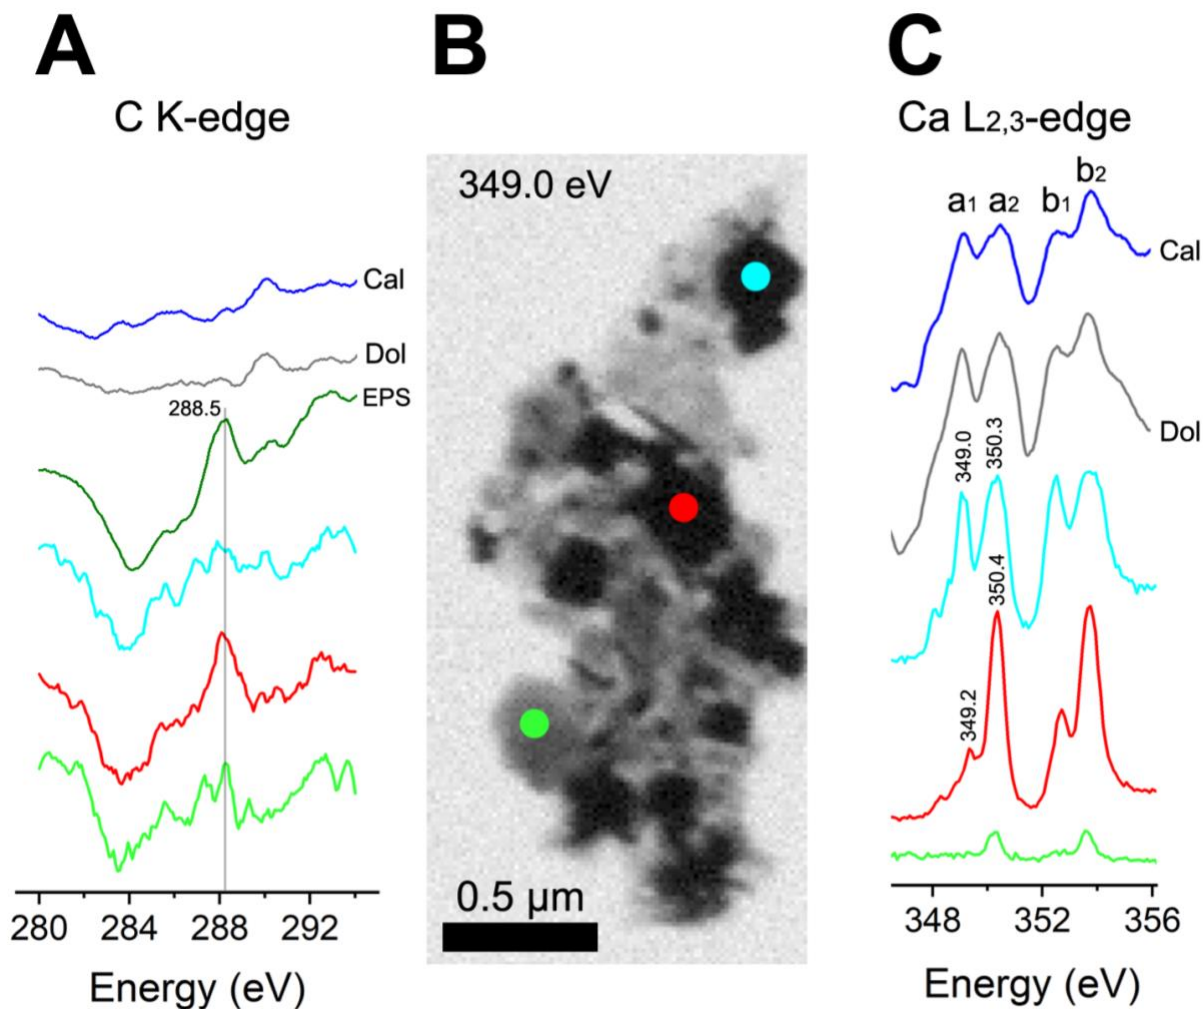 A
B
C
C K-edge
Ca L2,3-edge
349.0 eV
a1 a2 b1 b2
Cal
Dol
EPS
288.5
Cal
Dol
349.0
350.3
350.4
349.2
0.5 µm
280 284 288 292
348 352 356
Energy (eV)
Energy (eV)